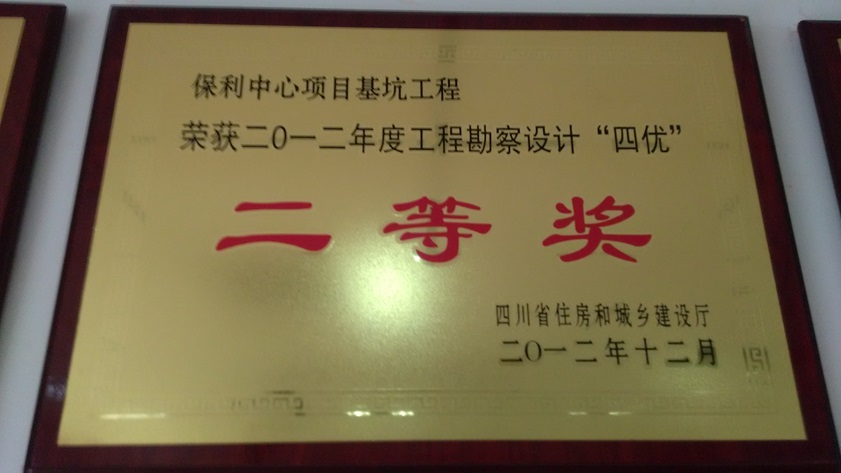 保利中心项目基坑工程
荣获二〇一二年度工程勘察设计“四优”
二等奖
四川省住房和城乡建设厅
二〇一二年十二月